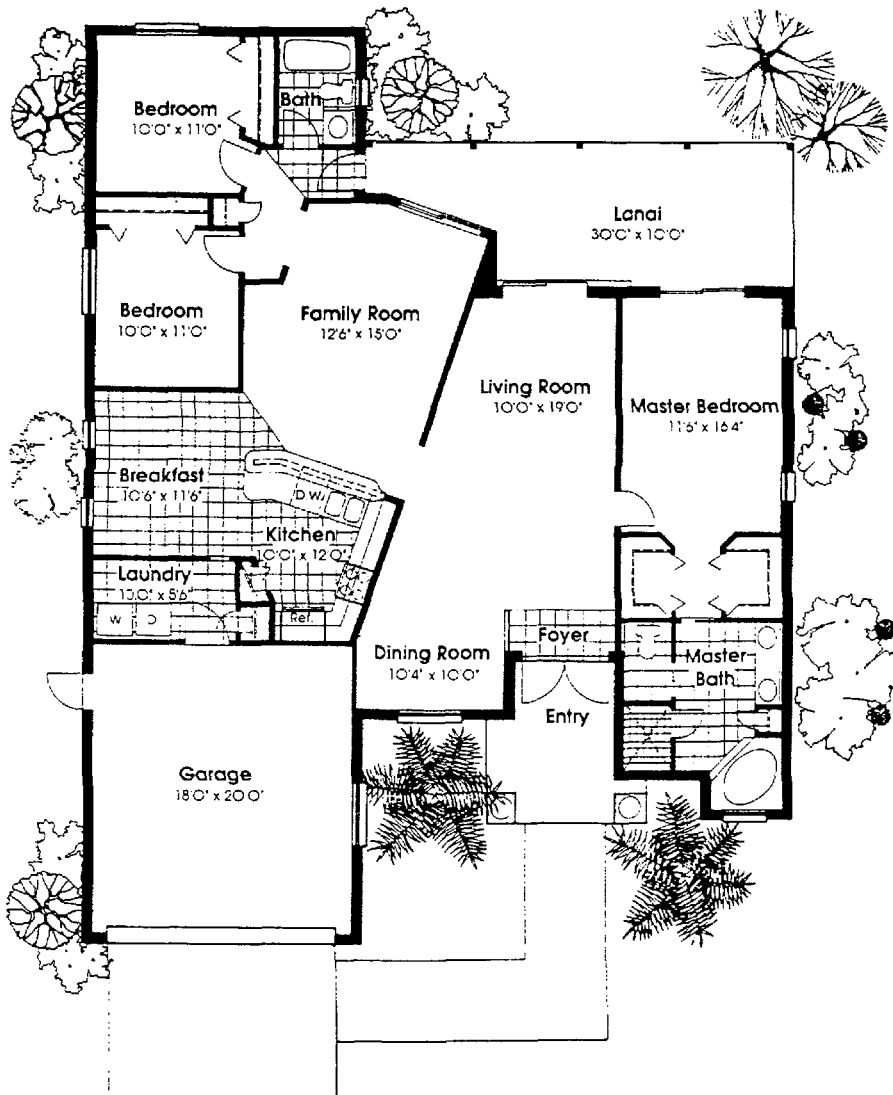 Bath
Bedroom
10'0" x 11'0"
Lanai
30'0" x 10'0"
Bedroom
10'0" x 11'0"
Family Room
12'6" x 15'0"
Living Room
10'0" x 19'0"
Master Bedroom
11'6" x 16'4"
Breakfast
10'6" x 11'6"
D.W.
Kitchen
10'0" x 12'0"
Laundry
10'0" x 5'6"
W
D
Ref.
Foyer
Dining Room
10'4" x 10'0"
Master
Bath
Entry
Garage
18'0" x 20'0"